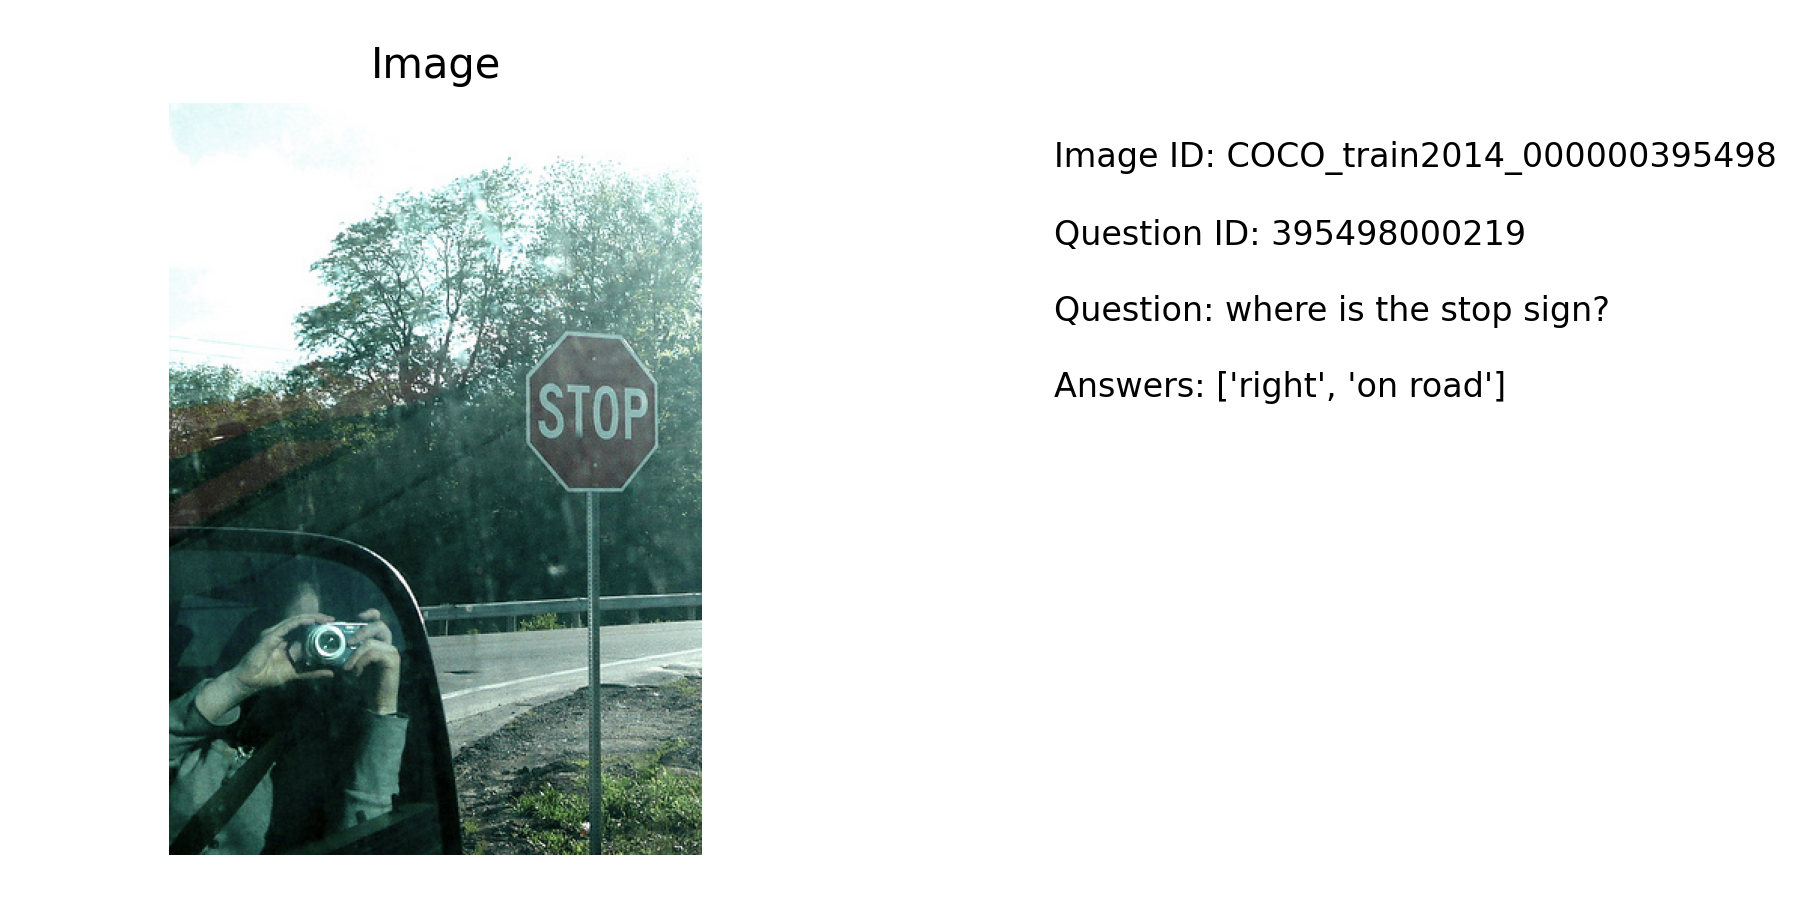 Image
Image ID: COCO_train2014_000000395498
Question ID: 395498000219
Question: where is the stop sign?
Answers: ['right', 'on road']
STOP